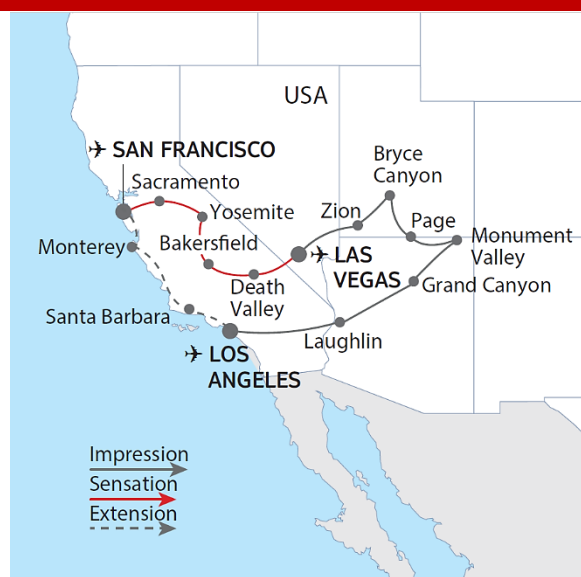 USA
✈ SAN FRANCISCO
Sacramento
Yosemite
Bakersfield
Monterey
Death
Valley
Santa Barbara
✈ LOS
ANGELES
✈ LAS
VEGAS
Zion
Bryce
Canyon
Page
Monument
Valley
Grand Canyon
Laughlin
Impression
Sensation
Extension